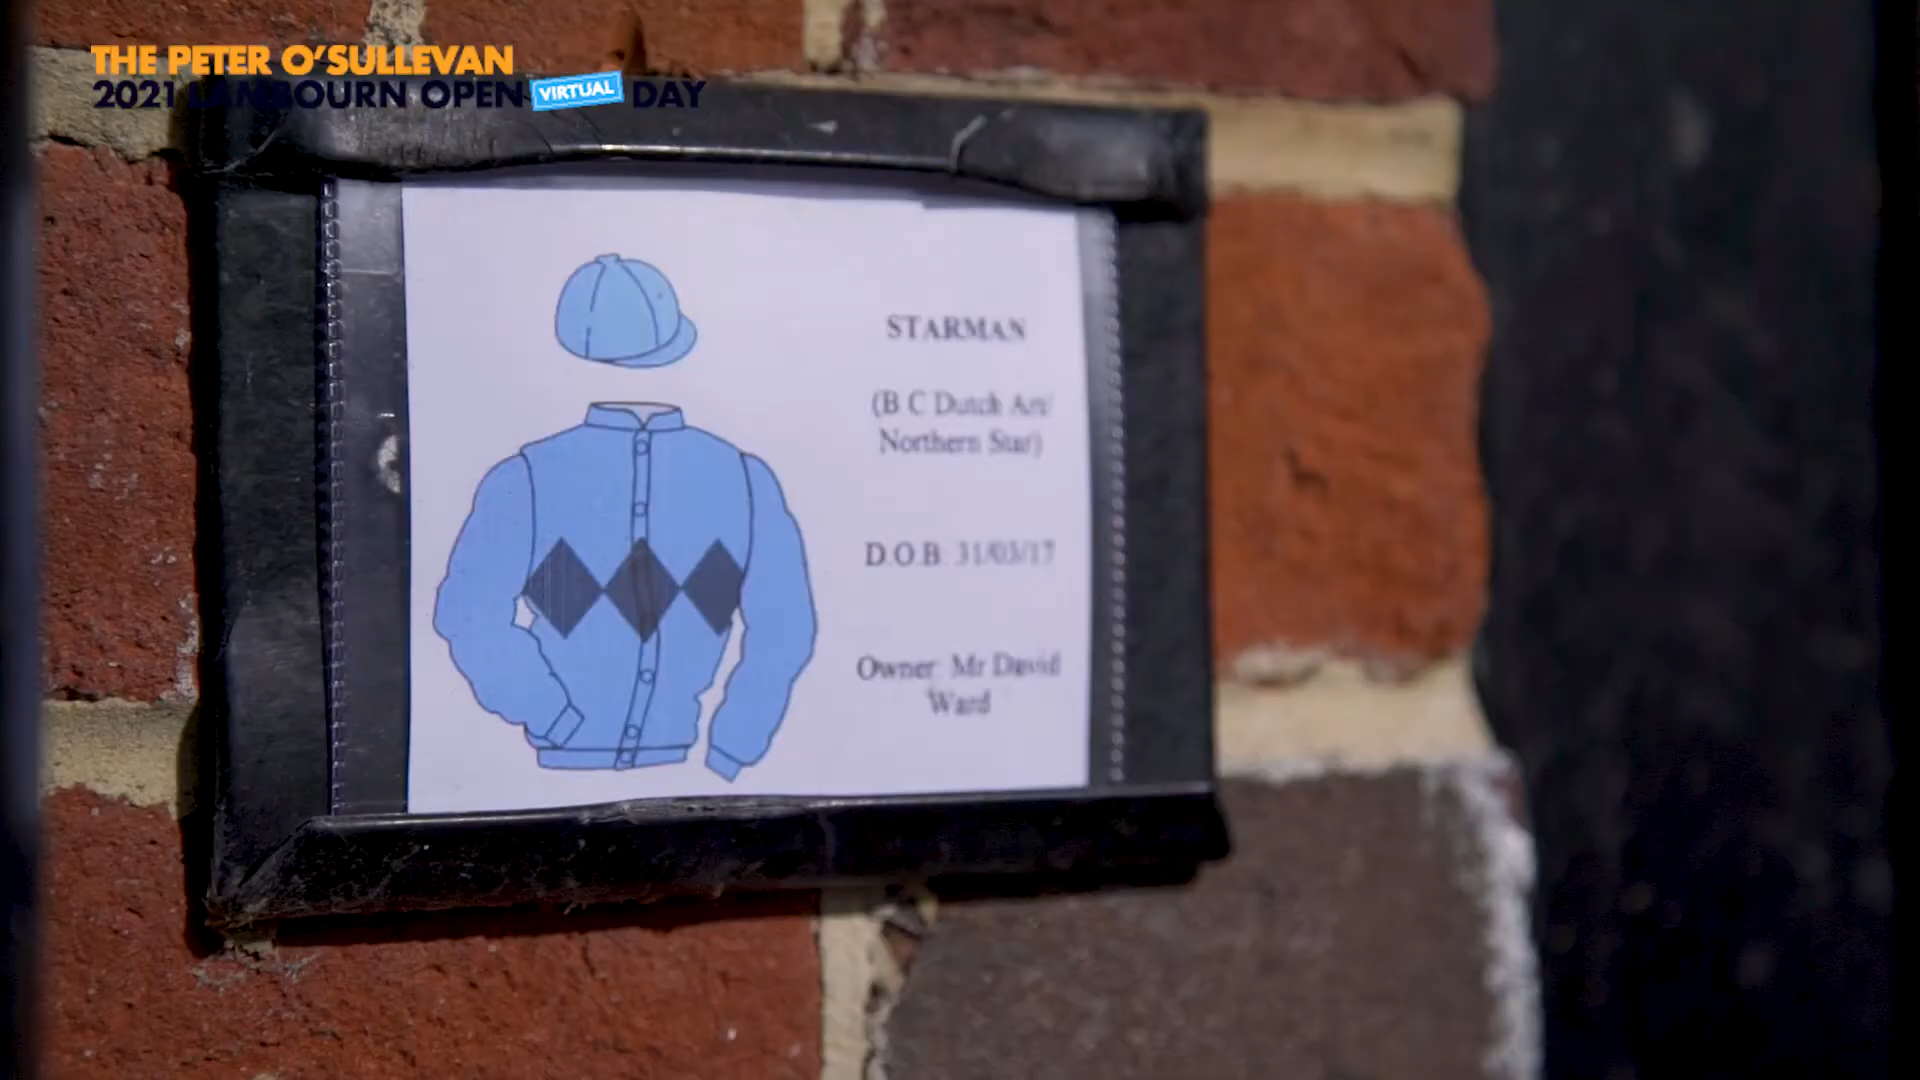 THE PETER O'SULLEVAN
2021 LAMBOURN OPEN VIRTUAL DAY
STARMAN
(B C Dutch Art/
Northern Star)
D.O.B. 31/03/17
Owner: Mr David
Ward